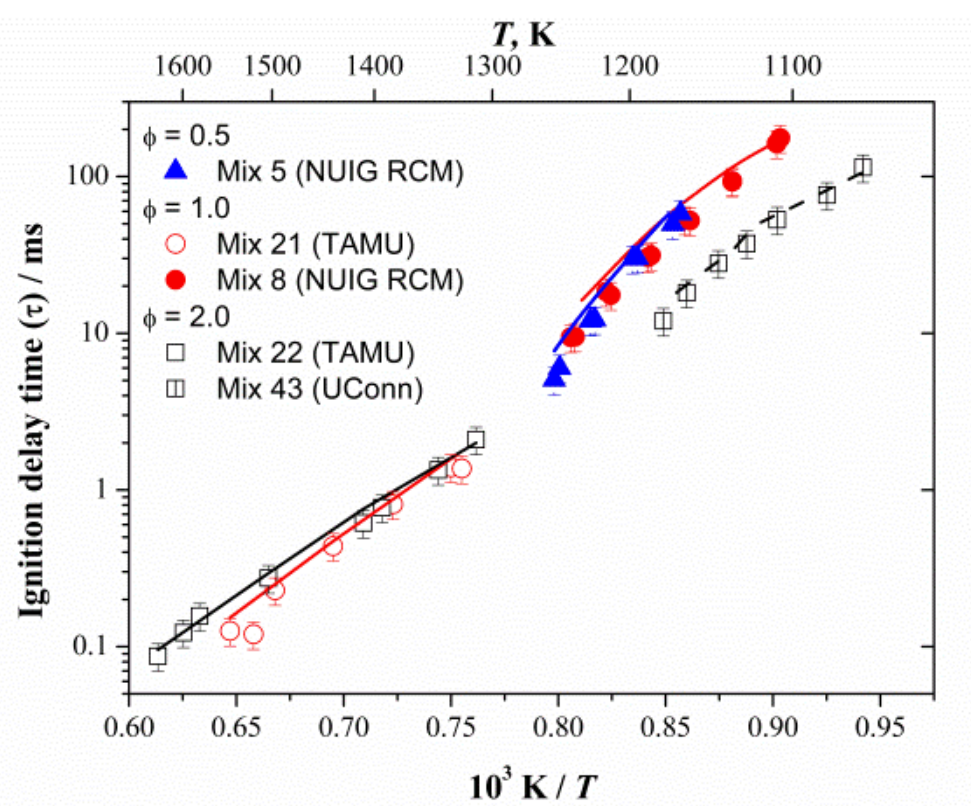 T, K
1600 1500 1400 1300 1200 1100
ϕ = 0.5
Mix 5 (NUIG RCM)
ϕ = 1.0
Mix 21 (TAMU)
Mix 8 (NUIG RCM)
ϕ = 2.0
Mix 22 (TAMU)
Mix 43 (UConn)
100
10
1
0.1
Ignition delay time (τ) / ms
0.60 0.65 0.70 0.75 0.80 0.85 0.90 0.95
10³ K / T